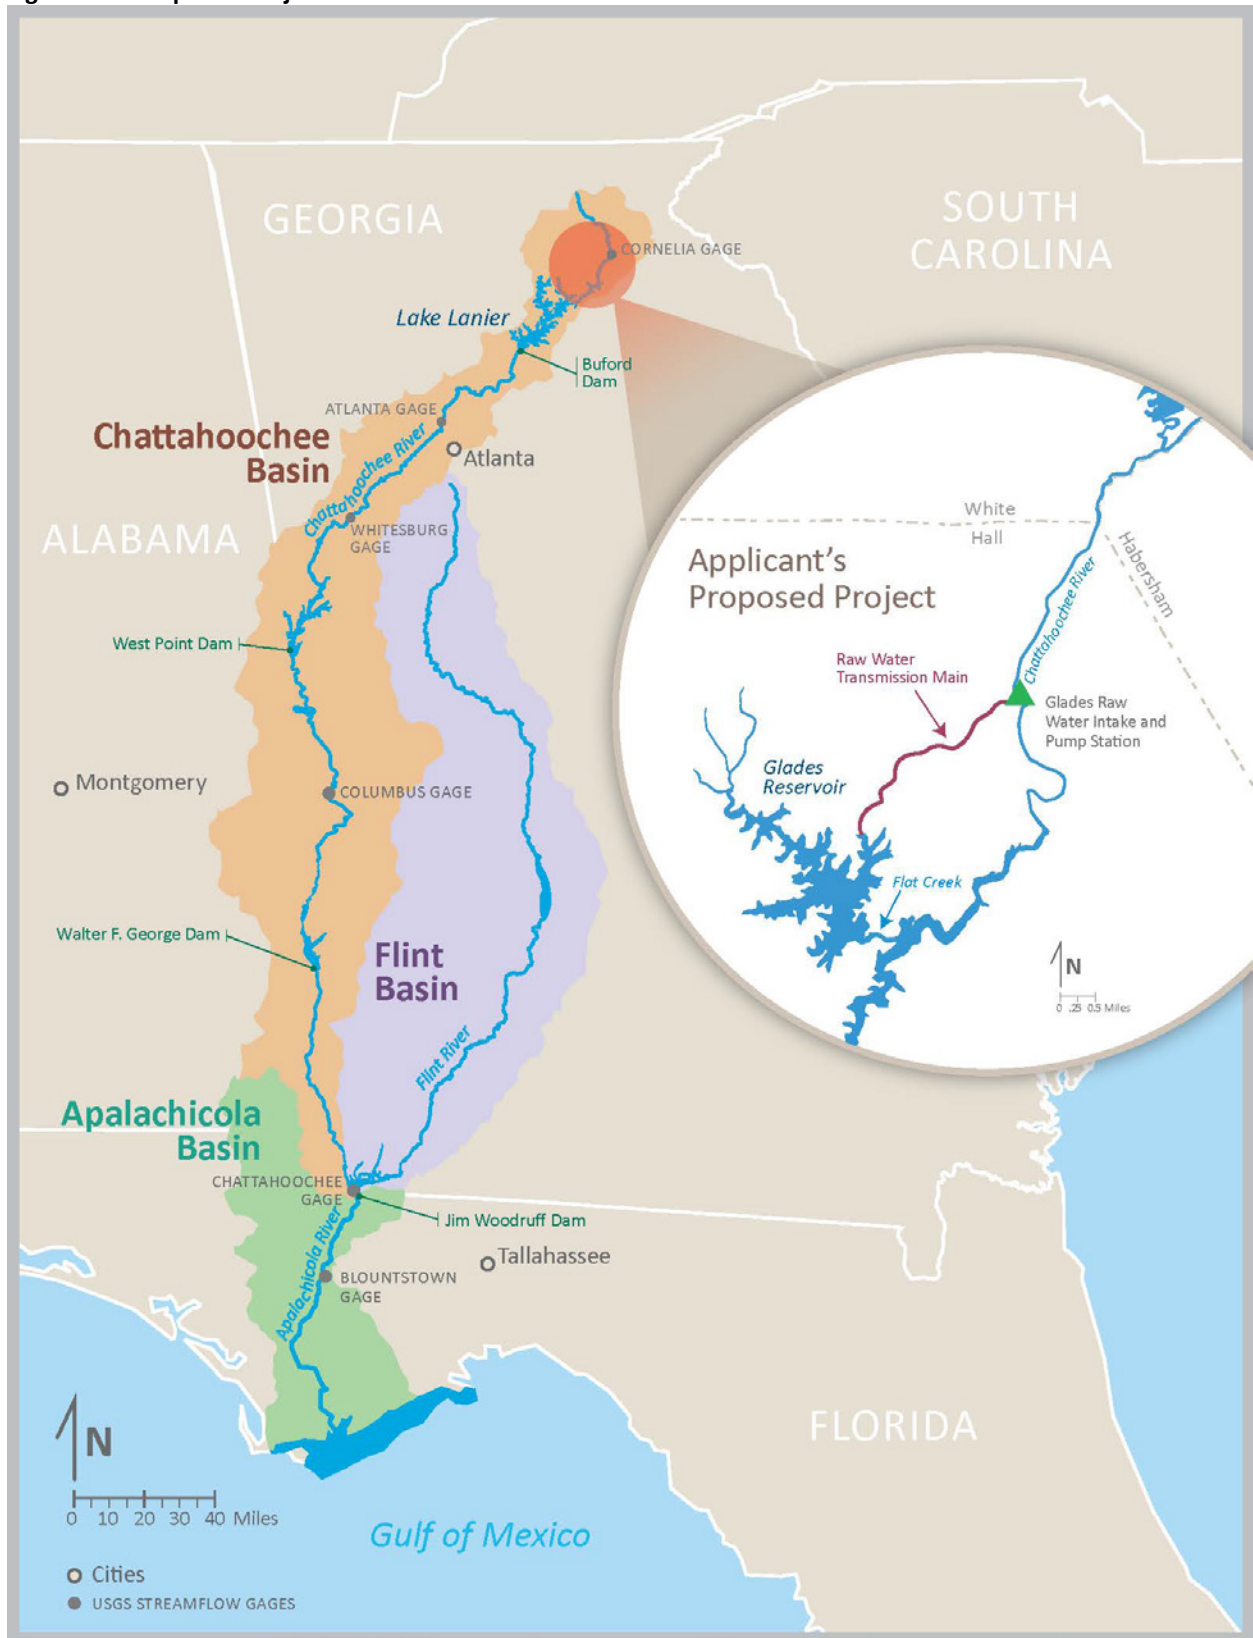 GEORGIA
SOUTH
CAROLINA
CORNELIA GAGE
Lake Lanier
Buford
Dam
ATLANTA GAGE
Chattahoochee
Basin
Chattahoochee River
Atlanta
WHITESBURG
GAGE
ALABAMA
West Point Dam
Montgomery
COLUMBUS GAGE
Walter F. George Dam
Flint
Basin
Flint River
Apalachicola
Basin
CHATTAHOOCHEE
GAGE
Jim Woodruff Dam
Apalachicola River
Tallahassee
BLOUNTSTOWN
GAGE
FLORIDA
Gulf of Mexico
N
0 10 20 30 40 Miles
Cities
USGS STREAMFLOW GAGES
White
Hall
Habersham
Applicant's
Proposed Project
Chattahoochee River
Raw Water
Transmission Main
Glades Raw
Water Intake and
Pump Station
Glades
Reservoir
Flat Creek
N
0 .25 0.5 Miles